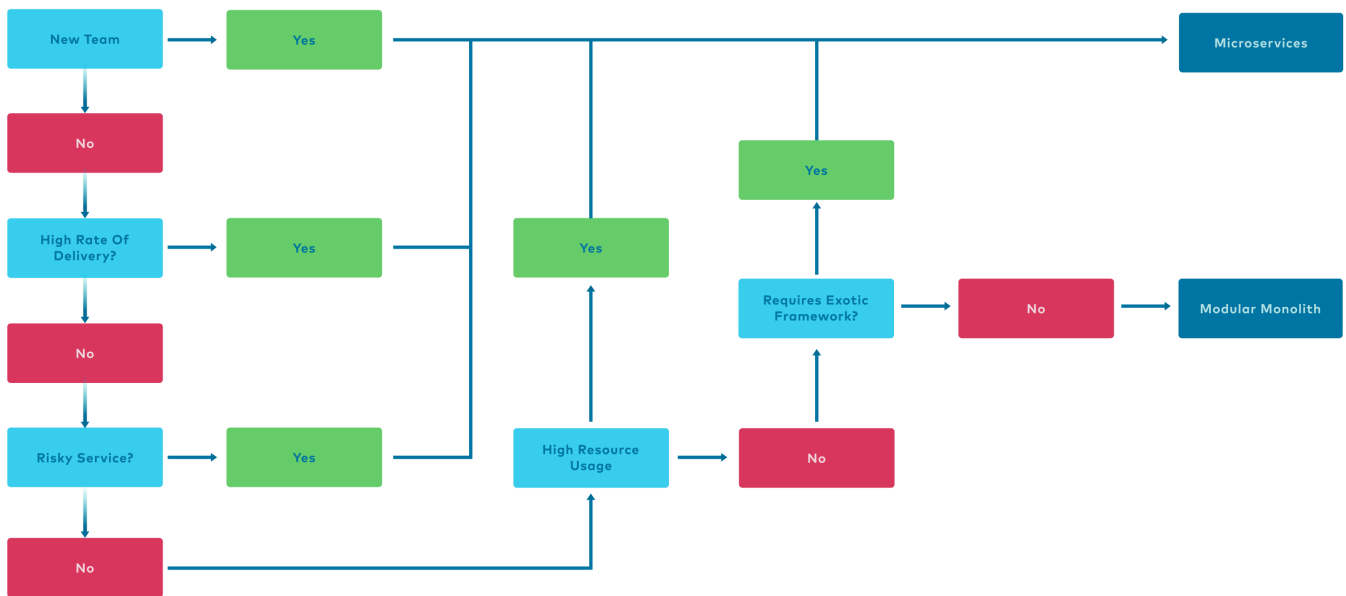 New Team
Yes
Microservices
No
Yes
High Rate Of
Delivery?
Yes
Yes
Requires Exotic
Framework?
No
Modular Monolith
No
Risky Service?
Yes
High Resource
Usage
No
No